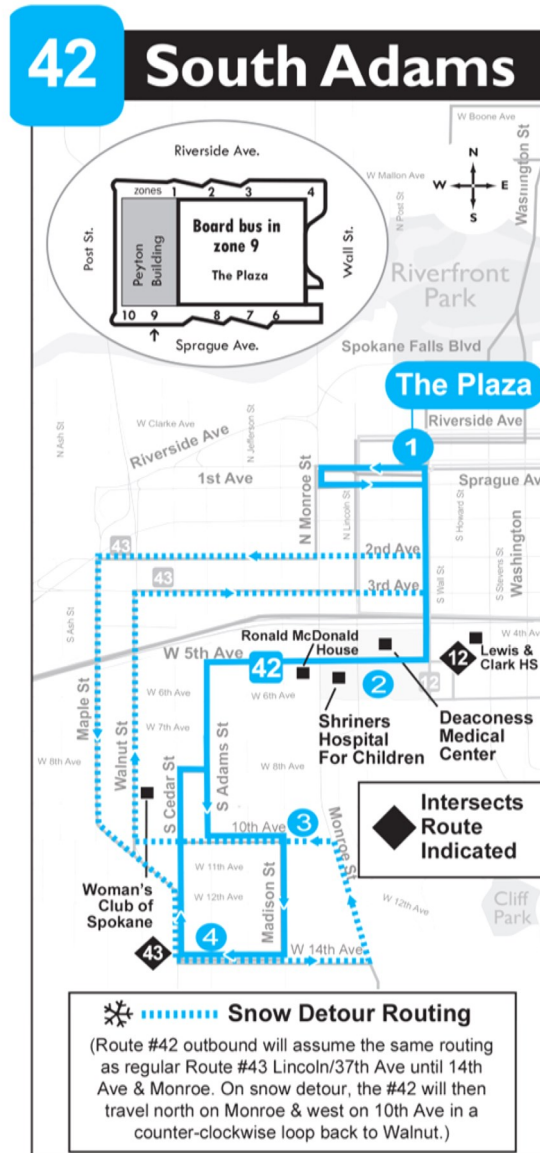 42 South Adams
W Boone Ave
Washington St
N
W E
S
W Mallon Ave
N Post St
Riverside Ave.
zones 1 2 3 4
Post St.
Peyton
Building
Board bus in
zone 9
The Plaza
Wall St.
10 9 8 7 6
Sprague Ave.
Riverfront
Park
Spokane Falls Blvd
The Plaza
Riverside Ave
1
W Clarke Ave
N Ash St
Riverside Ave
N Jefferson St
N Monroe St
1st Ave
N Lincoln St
Sprague Av
S Howard St
Washington
43
2nd Ave
43
3rd Ave
S Wall St
S Stevens St
S Ash St
W 4th Av
Ronald McDonald
House
W 5th Ave
42
2
12
Lewis &
Clark HS
12
Maple St
W 6th Ave
W 6th Ave
Shriners
Hospital
For Children
Deaconess
Medical
Center
Walnut St
W 7th Ave
S Adams St
W 8th Ave
S Cedar St
W 8th Ave
Intersects
Route
Indicated
10th Ave
3
Monroe St
W 11th Ave
Woman's
Club of
Spokane
W 12th Ave
Madison St
W 12th Ave
Cliff
Park
43
4
W 14th Ave
Snow Detour Routing
(Route #42 outbound will assume the same routing
as regular Route #43 Lincoln/37th Ave until 14th
Ave & Monroe. On snow detour, the #42 will then
travel north on Monroe & west on 10th Ave in a
counter-clockwise loop back to Walnut.)